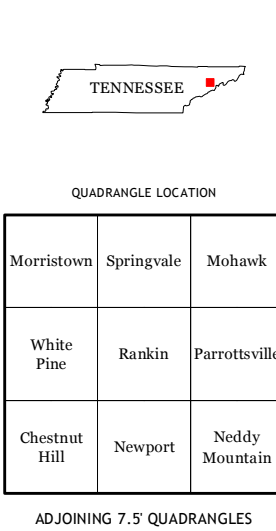 TENNESSEE
QUADRANGLE LOCATION
Morristown Springvale Mohawk
White Pine Rankin Parrottsville
Chestnut Hill Newport Neddy Mountain
ADJOINING 7.5' QUADRANGLES